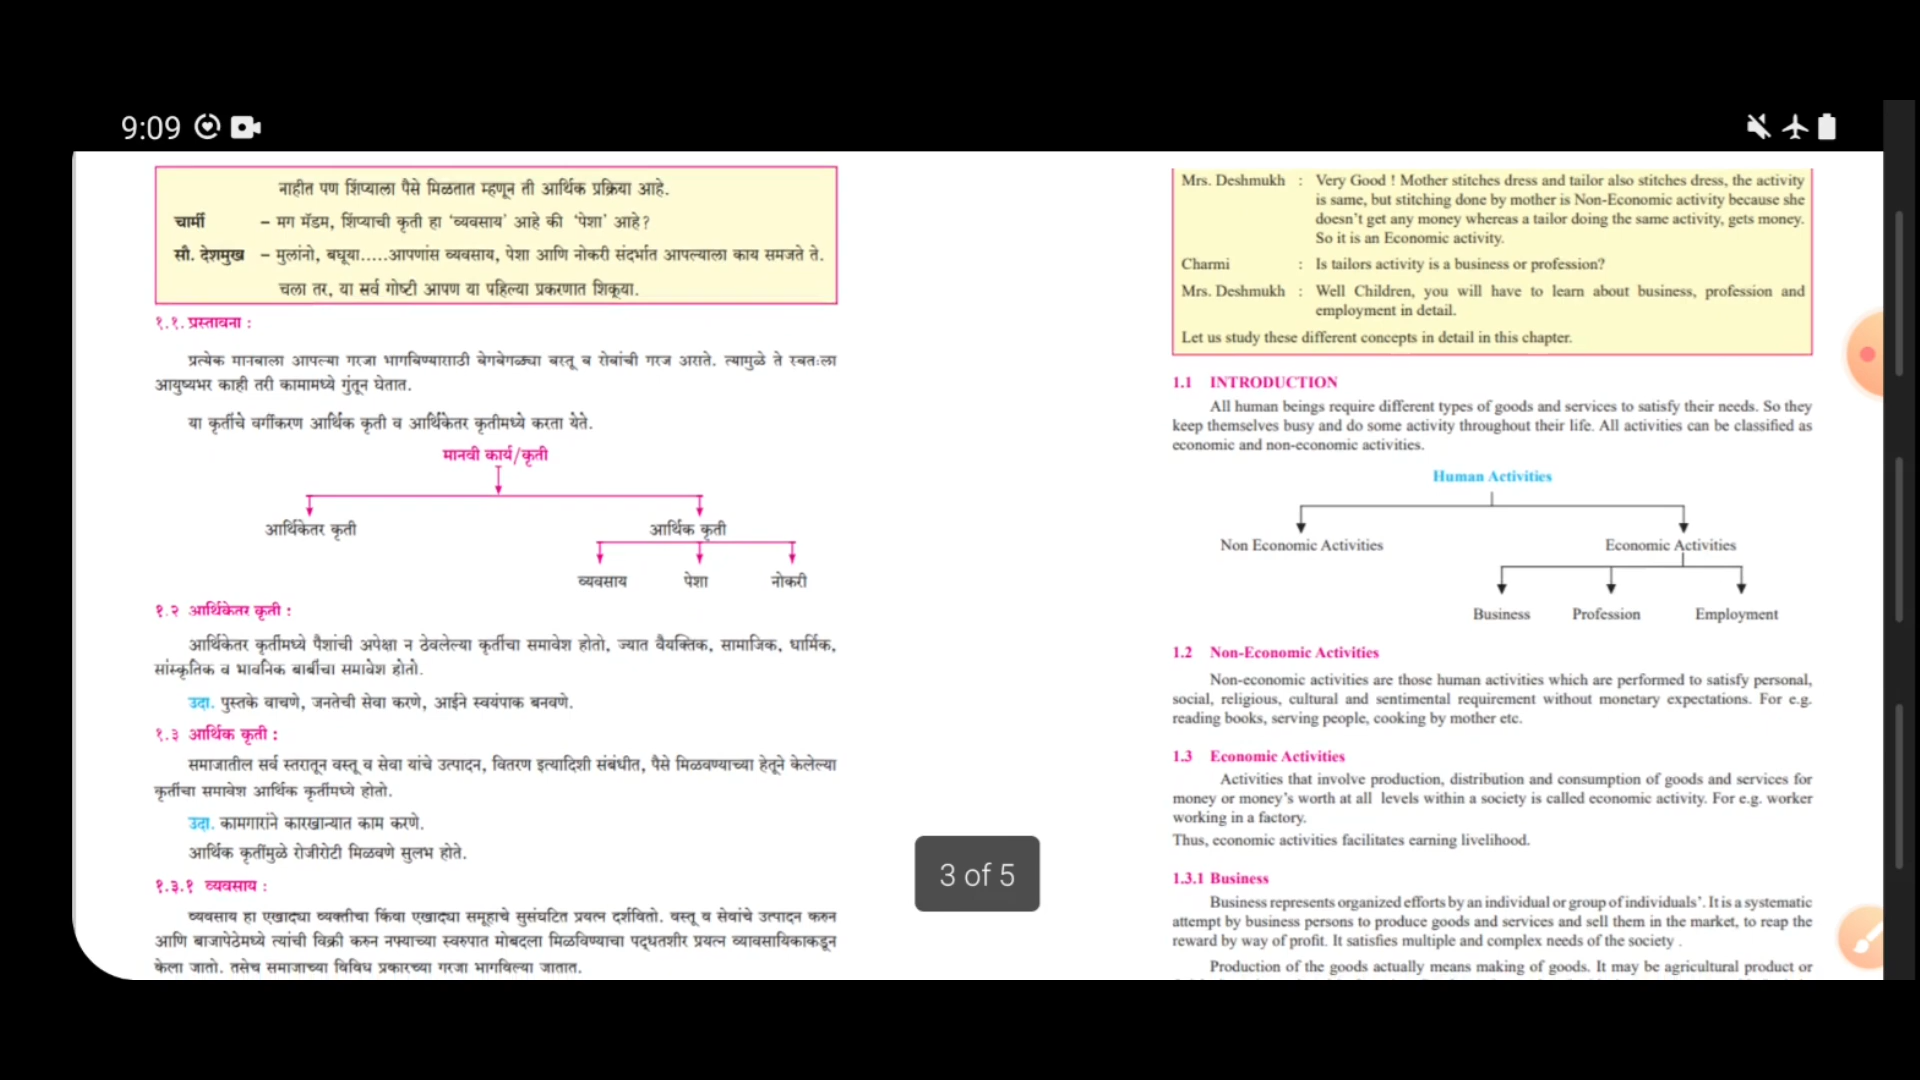 9:09
नाहीत पण शिंप्याला पैसे मिळतात म्हणून ती आर्थिक प्रक्रिया आहे.
चार्मी – मग मॅडम, शिंप्याची कृती हा ‘व्यवसाय’ आहे की ‘पेशा’ आहे?
सौ. देशमुख – मुलांनो, बघूया.....आपणांस व्यवसाय, पेशा आणि नोकरी संदर्भात आपल्याला काय समजते ते.
चला तर, या सर्व गोष्टी आपण या पहिल्या प्रकरणात शिकूया.
१.१. प्रस्तावना :
प्रत्येक मानवाला आपल्या गरजा भागविण्यासाठी वेगवेगळ्या वस्तू व सेवांची गरज असते. त्यामुळे ते स्वतःला
आयुष्यभर काही तरी कामामध्ये गुंतून घेतात.
या कृतींचे वर्गीकरण आर्थिक कृती व आर्थिकेतर कृतीमध्ये करता येते.
मानवी कार्य/कृती
आर्थिकेतर कृती
आर्थिक कृती
व्यवसाय पेशा नोकरी
१.२ आर्थिकेतर कृती :
आर्थिकेतर कृतींमध्ये पैशांची अपेक्षा न ठेवलेल्या कृतींचा समावेश होतो, ज्यात वैयक्तिक, सामाजिक, धार्मिक,
सांस्कृतिक व भावनिक बाबींचा समावेश होतो.
उदा. पुस्तके वाचणे, जनतेची सेवा करणे, आईने स्वयंपाक बनवणे.
१.३ आर्थिक कृती :
समाजातील सर्व स्तरातून वस्तू व सेवा यांचे उत्पादन, वितरण इत्यादिशी संबंधीत, पैसे मिळवण्याच्या हेतूने केलेल्या
कृतींचा समावेश आर्थिक कृतींमध्ये होतो.
उदा. कामगारांने कारखान्यात काम करणे.
आर्थिक कृतींमुळे रोजीरोटी मिळवणे सुलभ होते.
१.३.१ व्यवसाय :
व्यवसाय हा एखाद्या व्यक्तीचा किंवा एखाद्या समूहाचे सुसंघटित प्रयत्न दर्शवितो. वस्तू व सेवांचे उत्पादन करुन
आणि बाजापेठेमध्ये त्यांची विक्री करुन नफ्याच्या स्वरुपात मोबदला मिळविण्याचा पद्धतशीर प्रयत्न व्यावसायिकाकडून
केला जातो. तसेच समाजाच्या विविध प्रकारच्या गरजा भागविल्या जातात.
3 of 5
Mrs. Deshmukh : Very Good ! Mother stitches dress and tailor also stitches dress, the activity
is same, but stitching done by mother is Non-Economic activity because she
doesn't get any money whereas a tailor doing the same activity, gets money.
So it is an Economic activity.
Charmi : Is tailors activity is a business or profession?
Mrs. Deshmukh : Well Children, you will have to learn about business, profession and
employment in detail.
Let us study these different concepts in detail in this chapter.
1.1 INTRODUCTION
All human beings require different types of goods and services to satisfy their needs. So they
keep themselves busy and do some activity throughout their life. All activities can be classified as
economic and non-economic activities.
Human Activities
Non Economic Activities
Economic Activities
Business Profession Employment
1.2 Non-Economic Activities
Non-economic activities are those human activities which are performed to satisfy personal,
social, religious, cultural and sentimental requirement without monetary expectations. For e.g.
reading books, serving people, cooking by mother etc.
1.3 Economic Activities
Activities that involve production, distribution and consumption of goods and services for
money or money's worth at all levels within a society is called economic activity. For e.g. worker
working in a factory.
Thus, economic activities facilitates earning livelihood.
1.3.1 Business
Business represents organized efforts by an individual or group of individuals'. It is a systematic
attempt by business persons to produce goods and services and sell them in the market, to reap the
reward by way of profit. It satisfies multiple and complex needs of the society .
Production of the goods actually means making of goods. It may be agricultural product or